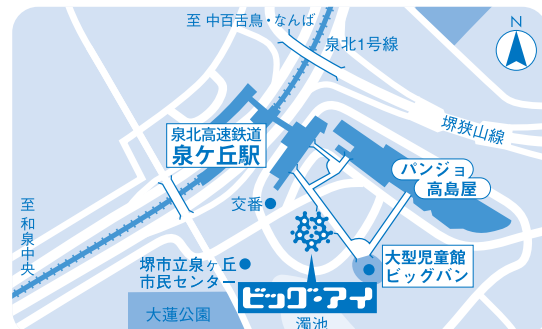 至 中百舌鳥・なんば
N
泉北1号線
堺狭山線
泉北高速鉄道
泉ケ丘駅
パンジョ
高島屋
至 和泉中央
交番
堺市立泉ヶ丘
市民センター
大型児童館
ビッグバン
ビッグ・アイ
大蓮公園
濁池